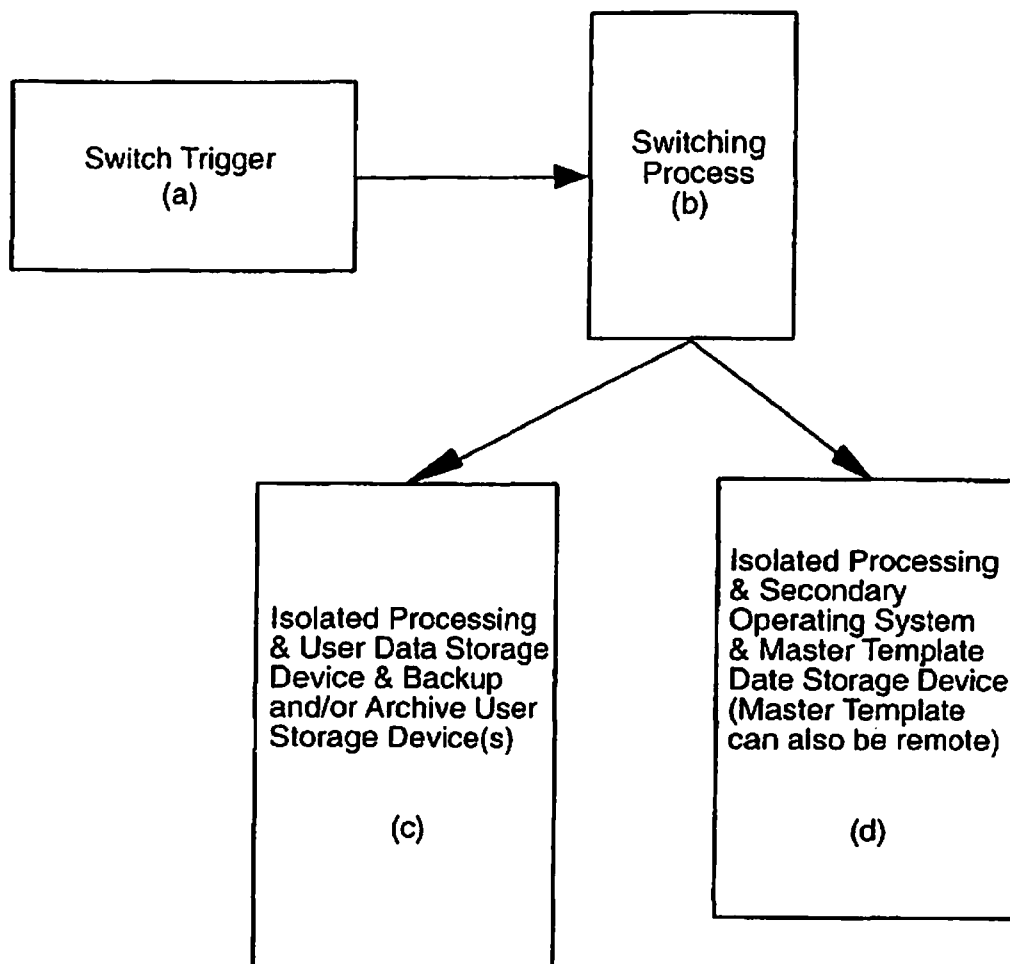 Switch Trigger
(a)
Switching
Process
(b)
Isolated Processing
& User Data Storage
Device & Backup
and/or Archive User
Storage Device(s)
(c)
Isolated Processing
& Secondary
Operating System
& Master Template
Date Storage Device
(Master Template
can also be remote)
(d)